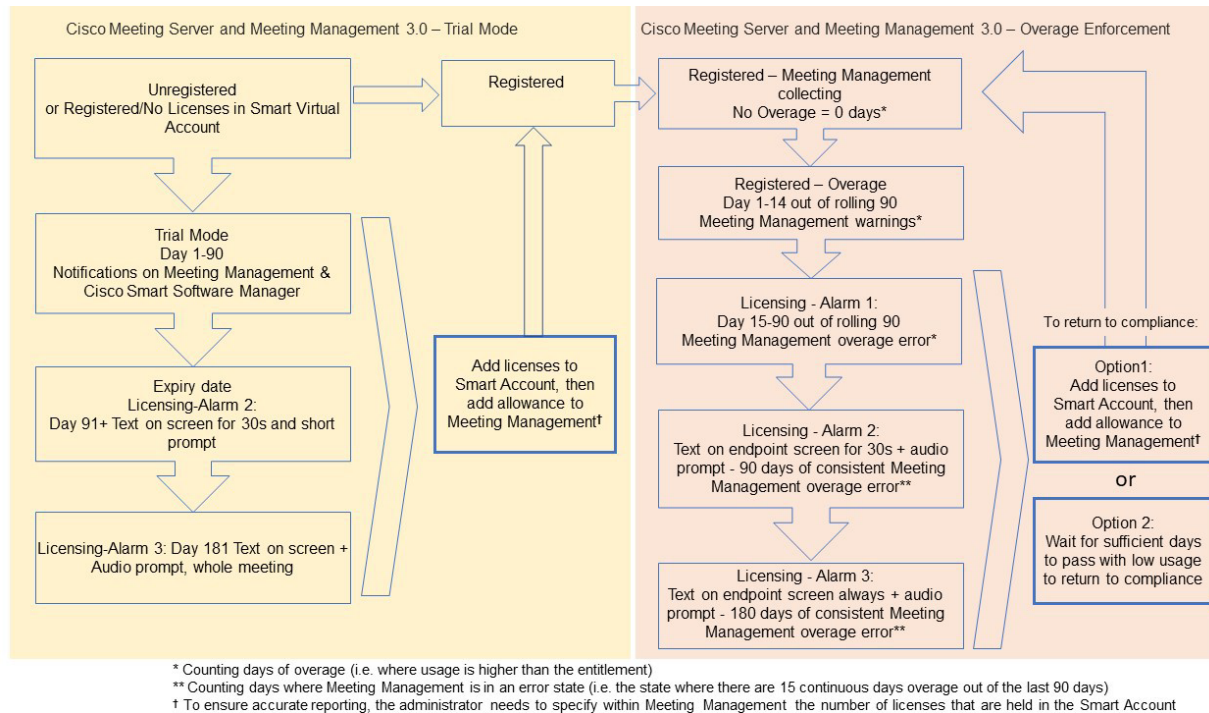 Cisco Meeting Server and Meeting Management 3.0 – Trial Mode
Unregistered
or Registered/No Licenses in Smart Virtual
Account
Registered
Trial Mode
Day 1-90
Notifications on Meeting Management &
Cisco Smart Software Manager
Expiry date
Licensing-Alarm 2:
Day 91+ Text on screen for 30s and short
prompt
Licensing-Alarm 3: Day 181 Text on screen +
Audio prompt, whole meeting
Add licenses to
Smart Account, then
add allowance to
Meeting Management†
Cisco Meeting Server and Meeting Management 3.0 – Overage Enforcement
Registered – Meeting Management
collecting
No Overage = 0 days*
Registered – Overage
Day 1-14 out of rolling 90
Meeting Management warnings*
Licensing - Alarm 1:
Day 15-90 out of rolling 90
Meeting Management overage error*
Licensing - Alarm 2:
Text on endpoint screen for 30s + audio
prompt - 90 days of consistent Meeting
Management overage error**
Licensing - Alarm 3:
Text on endpoint screen always + audio
prompt - 180 days of consistent Meeting
Management overage error**
To return to compliance:
Option1:
Add licenses to
Smart Account, then
add allowance to
Meeting Management†
or
Option 2:
Wait for sufficient days
to pass with low usage
to return to compliance
* Counting days of overage (i.e. where usage is higher than the entitlement)
** Counting days where Meeting Management is in an error state (i.e. the state where there are 15 continuous days overage out of the last 90 days)
† To ensure accurate reporting, the administrator needs to specify within Meeting Management the number of licenses that are held in the Smart Account